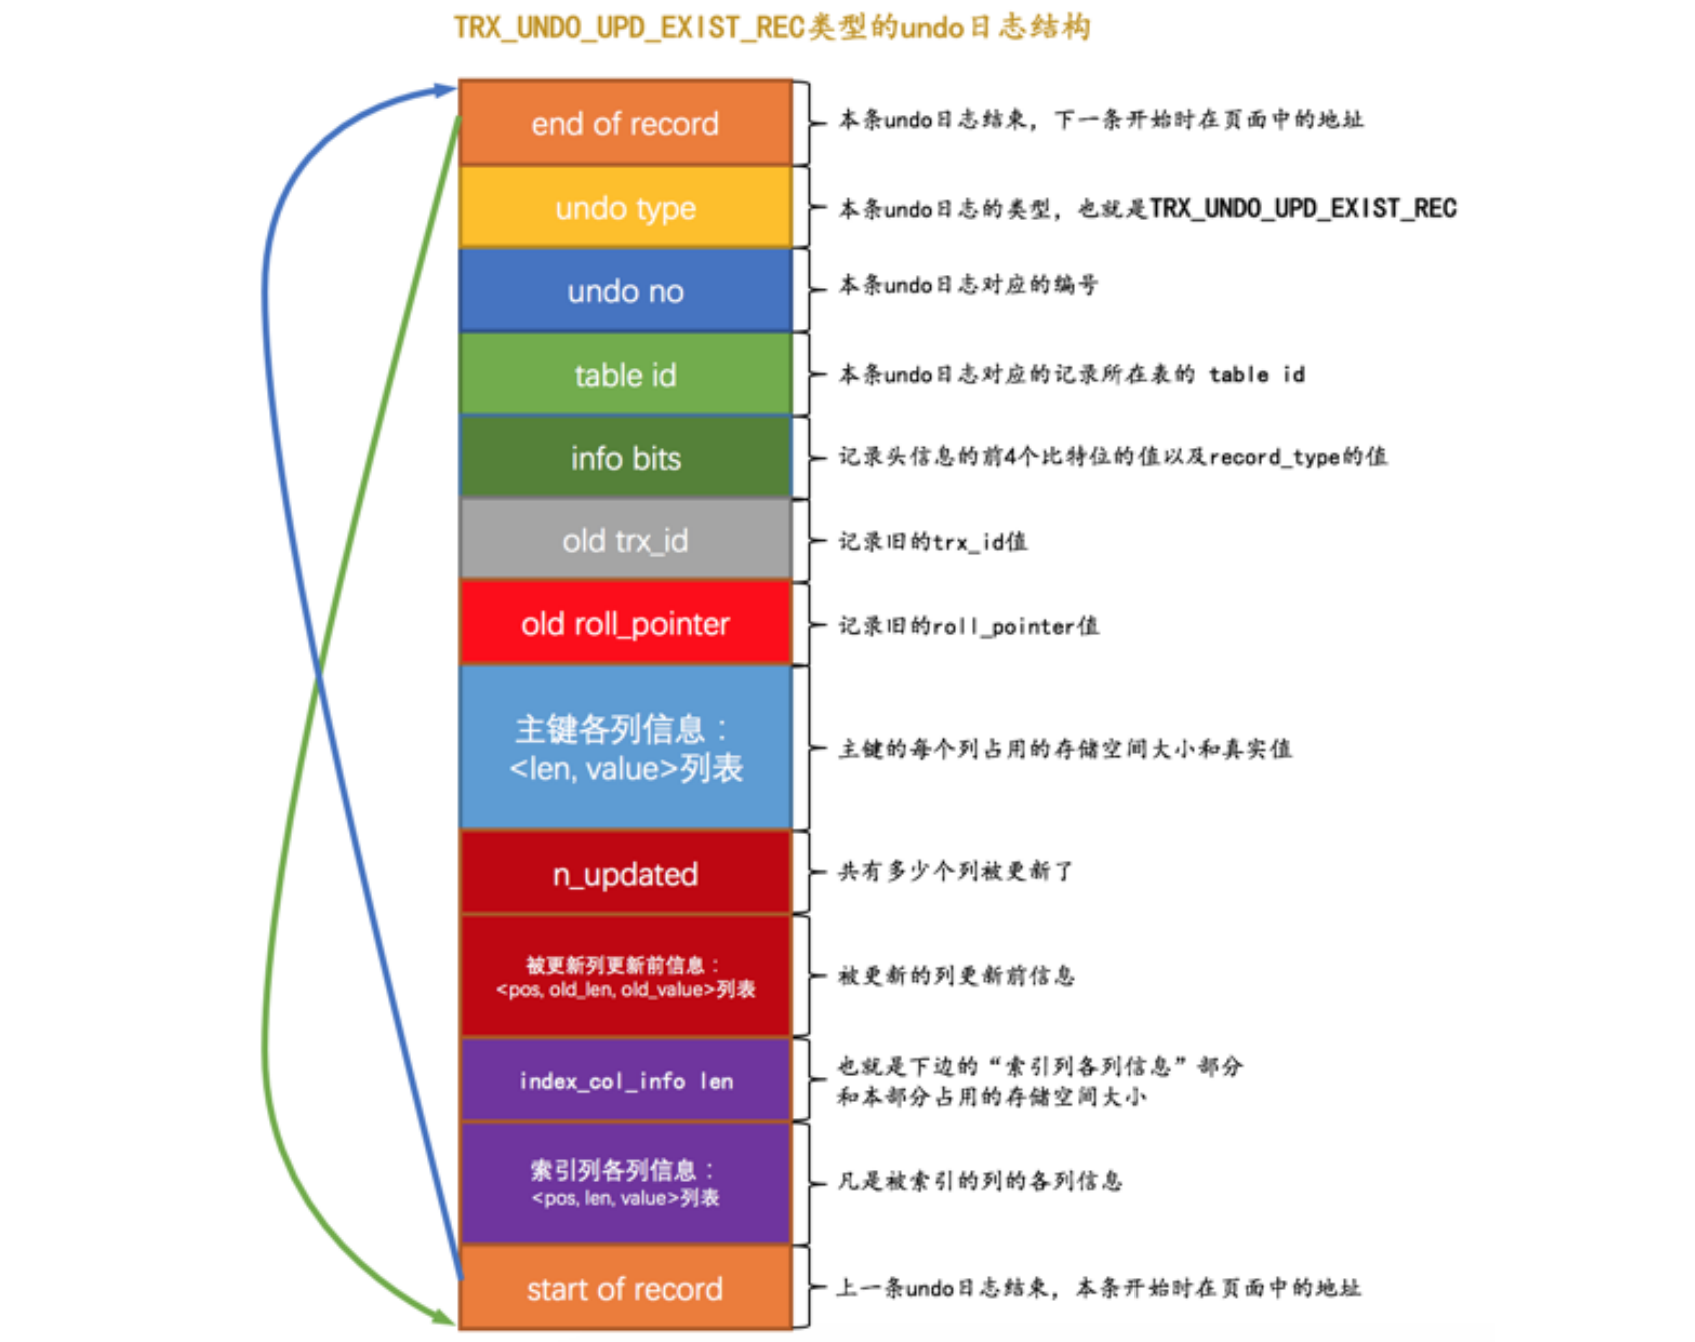 TRX_UNDO_UPD_EXIST_REC类型的undo日志结构
end of record
本条undo日志结束，下一条开始时在页面中的地址
undo type
本条undo日志的类型，也就是TRX_UNDO_UPD_EXIST_REC
undo no
本条undo日志对应的编号
table id
本条undo日志对应的记录所在表的 table id
info bits
记录头信息的前4个比特位的值以及record_type的值
old trx_id
记录旧的trx_id值
old roll_pointer
记录旧的roll_pointer值
主键各列信息：
<len, value>列表
主键的每个列占用的存储空间大小和真实值
n_updated
共有多少个列被更新了
被更新列更新前信息：
<pos, old_len, old_value>列表
被更新的列更新前信息
index_col_info len
也就是下边的“索引列各列信息”部分
和本部分占用的存储空间大小
索引列各列信息：
<pos, len, value>列表
凡是被索引的列的各列信息
start of record
上一条undo日志结束，本条开始时在页面中的地址